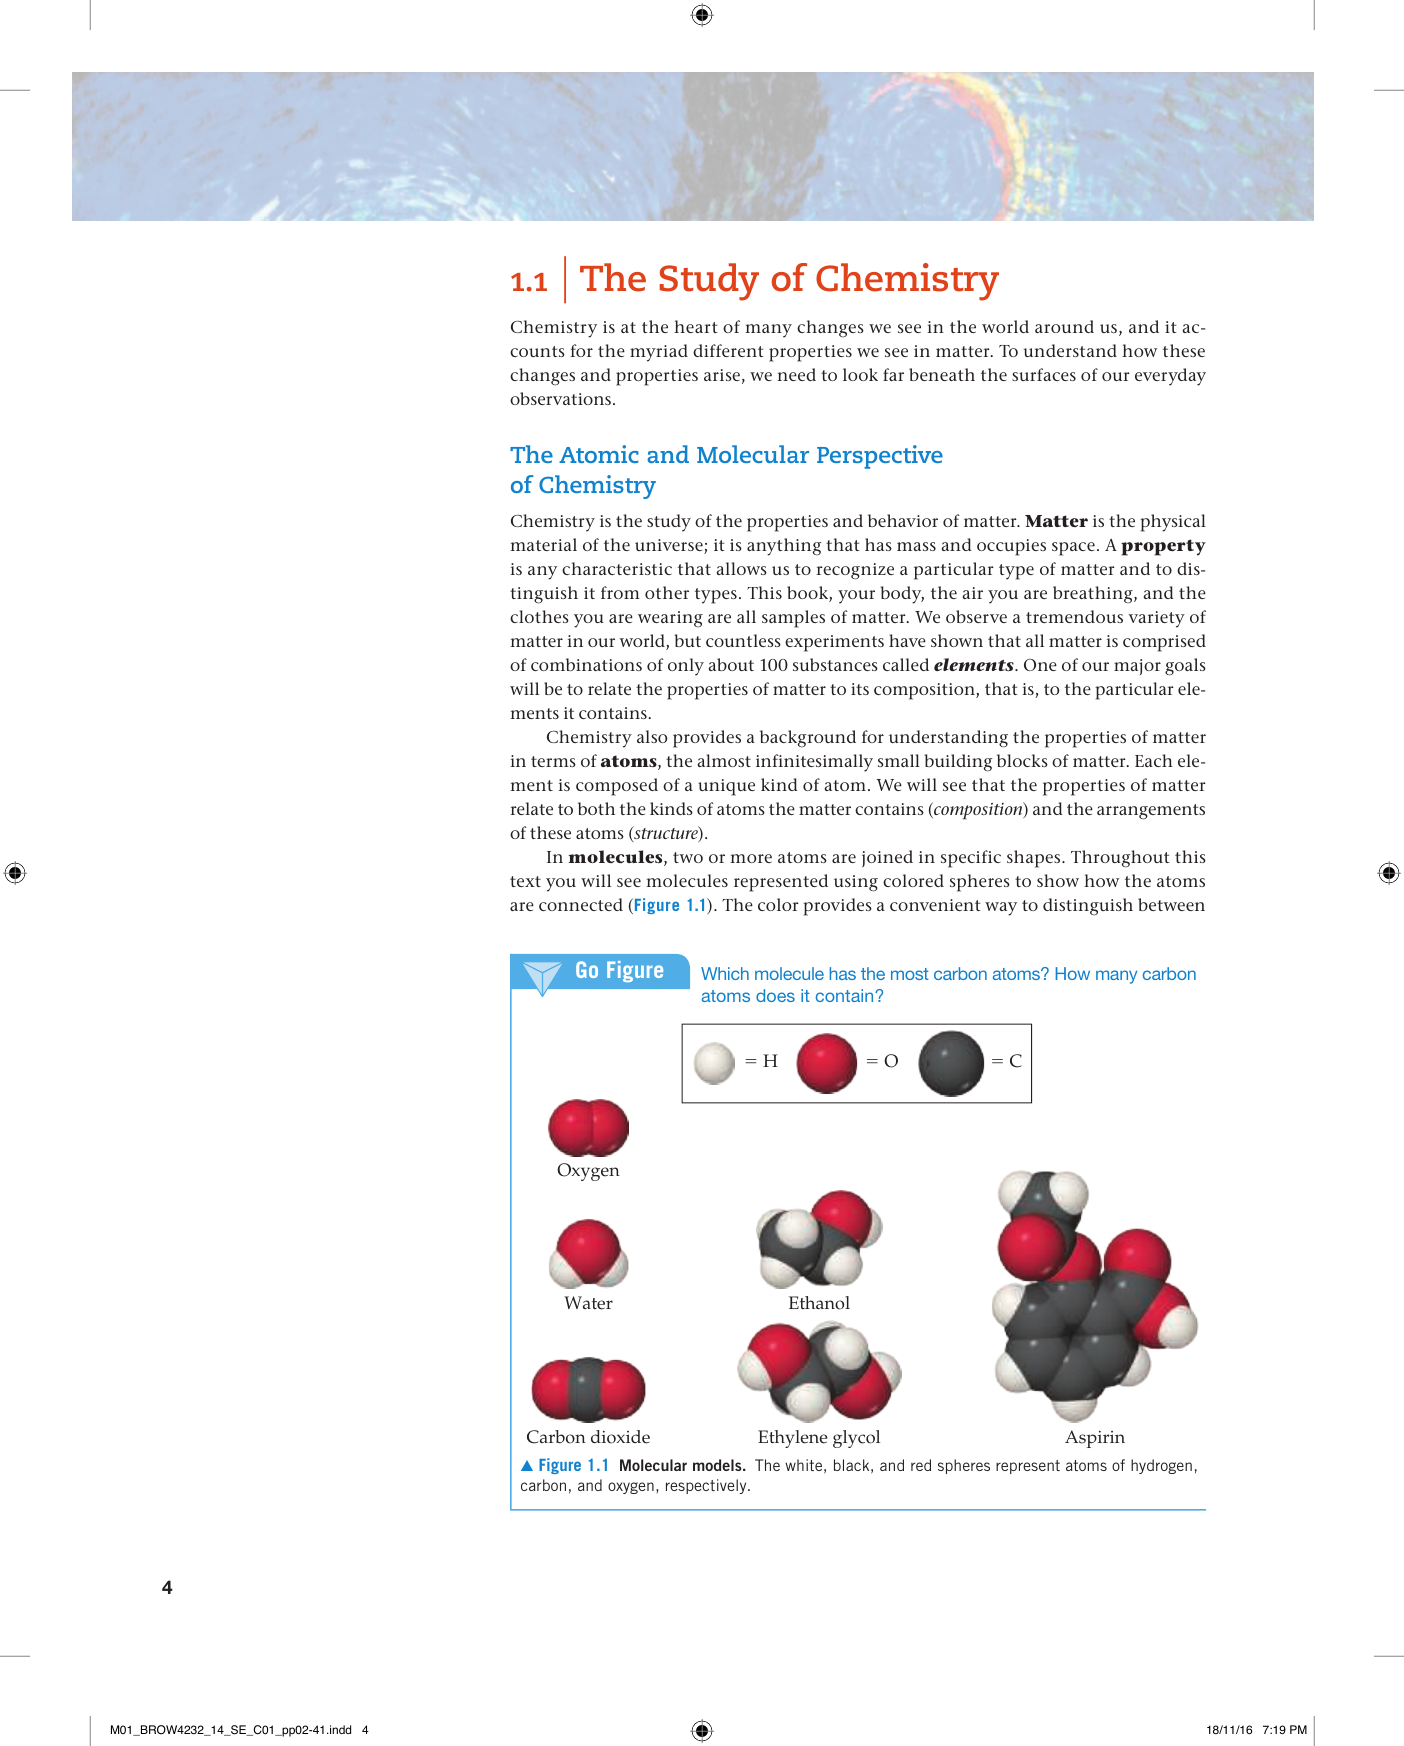 1.1 The Study of Chemistry
Chemistry is at the heart of many changes we see in the world around us, and it ac-
counts for the myriad different properties we see in matter. To understand how these
changes and properties arise, we need to look far beneath the surfaces of our everyday
observations.
The Atomic and Molecular Perspective
of Chemistry
Chemistry is the study of the properties and behavior of matter. Matter is the physical
material of the universe; it is anything that has mass and occupies space. A property
is any characteristic that allows us to recognize a particular type of matter and to dis-
tinguish it from other types. This book, your body, the air you are breathing, and the
clothes you are wearing are all samples of matter. We observe a tremendous variety of
matter in our world, but countless experiments have shown that all matter is comprised
of combinations of only about 100 substances called elements. One of our major goals
will be to relate the properties of matter to its composition, that is, to the particular ele-
ments it contains.
Chemistry also provides a background for understanding the properties of matter
in terms of atoms, the almost infinitesimally small building blocks of matter. Each ele-
ment is composed of a unique kind of atom. We will see that the properties of matter
relate to both the kinds of atoms the matter contains (composition) and the arrangements
of these atoms (structure).
In molecules, two or more atoms are joined in specific shapes. Throughout this
text you will see molecules represented using colored spheres to show how the atoms
are connected (Figure 1.1). The color provides a convenient way to distinguish between
Go Figure
Which molecule has the most carbon atoms? How many carbon
atoms does it contain?
= H = O = C
Oxygen
Water
Ethanol
Carbon dioxide
Ethylene glycol
Aspirin
▲ Figure 1.1 Molecular models. The white, black, and red spheres represent atoms of hydrogen,
carbon, and oxygen, respectively.
4
M01_BROW4232_14_SE_C01_pp02-41.indd 4
18/11/16 7:19 PM